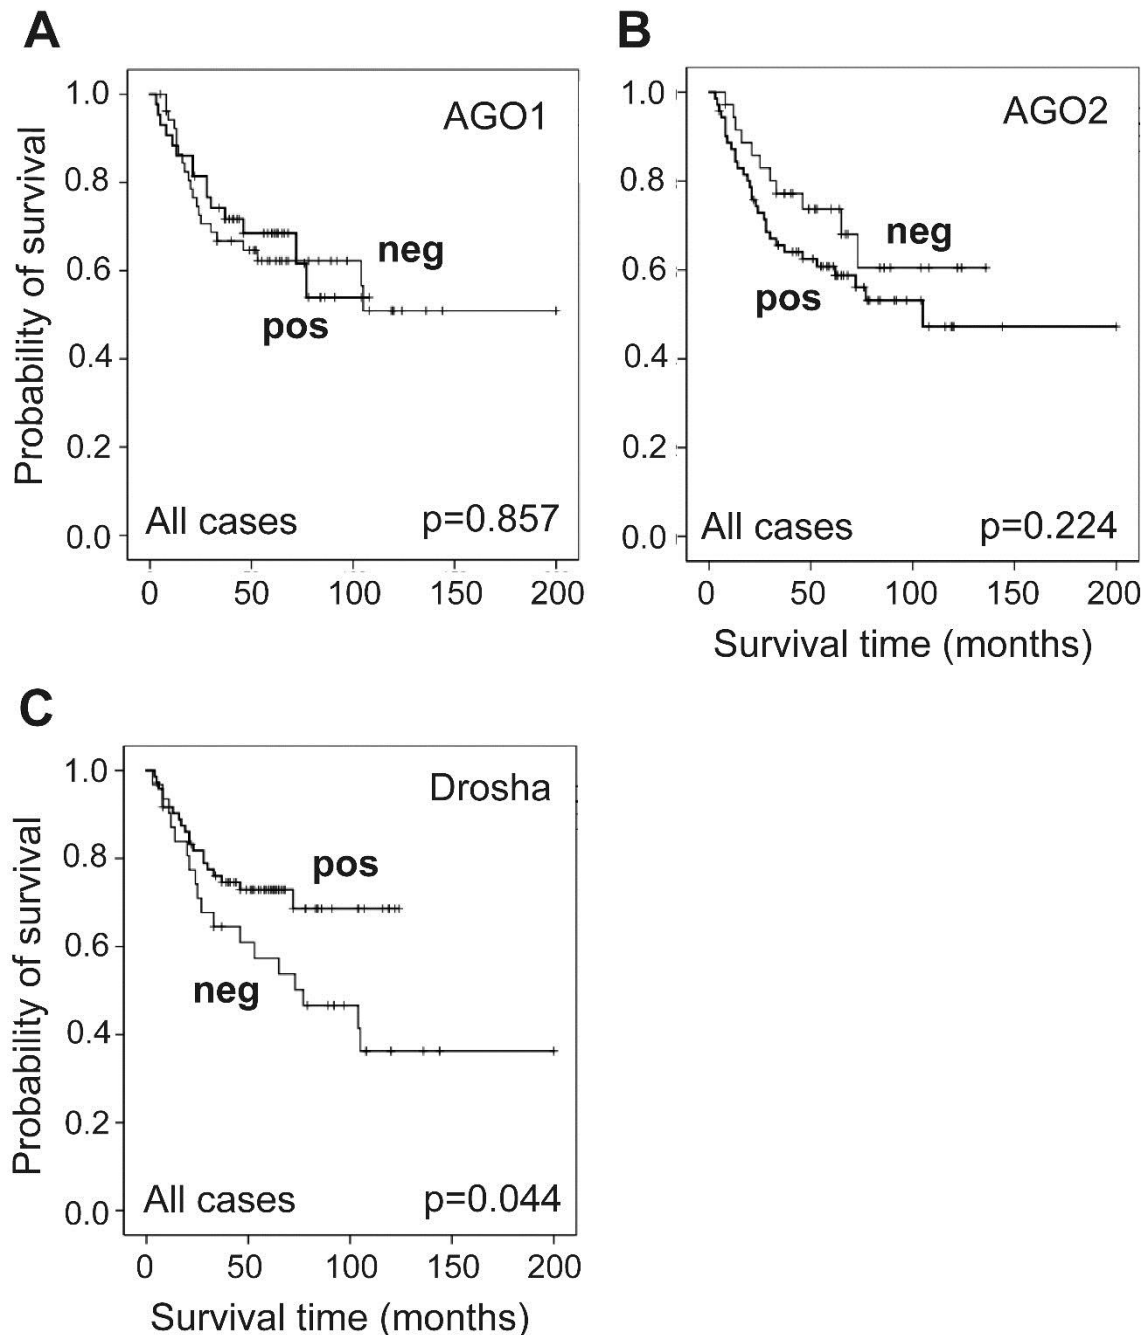 A
Probability of survival
1.0
0.8
0.6
0.4
0.2
0.0
AGO1
neg
pos
All cases
p=0.857
0 50 100 150 200
B
1.0
0.8
0.6
0.4
0.2
0.0
AGO2
neg
pos
All cases
p=0.224
0 50 100 150 200
Survival time (months)
C
Probability of survival
1.0
0.8
0.6
0.4
0.2
0.0
Drosha
pos
neg
All cases
p=0.044
0 50 100 150 200
Survival time (months)